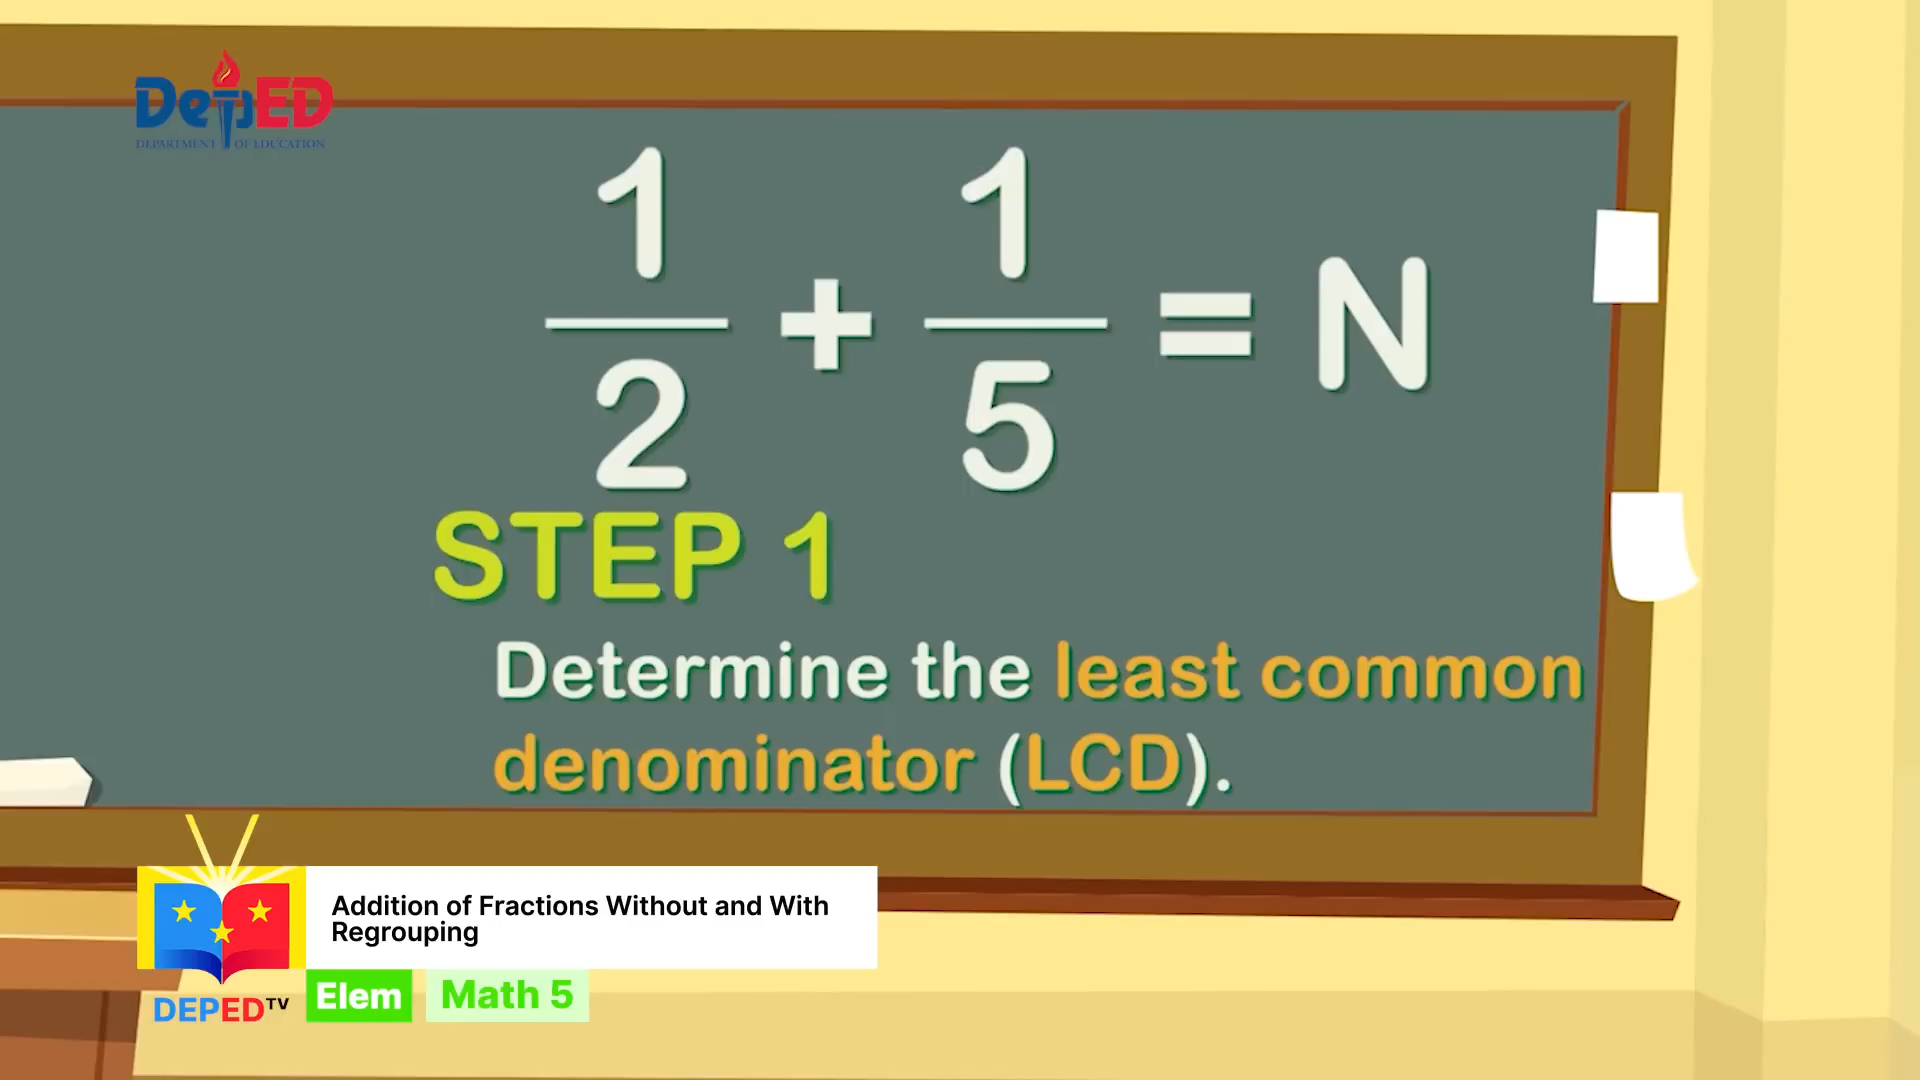 DepED
DEPARTMENT OF EDUCATION
1/2 + 1/5 = N
STEP 1
Determine the least common
denominator (LCD).
Addition of Fractions Without and With
Regrouping
DEPED TV
Elem
Math 5